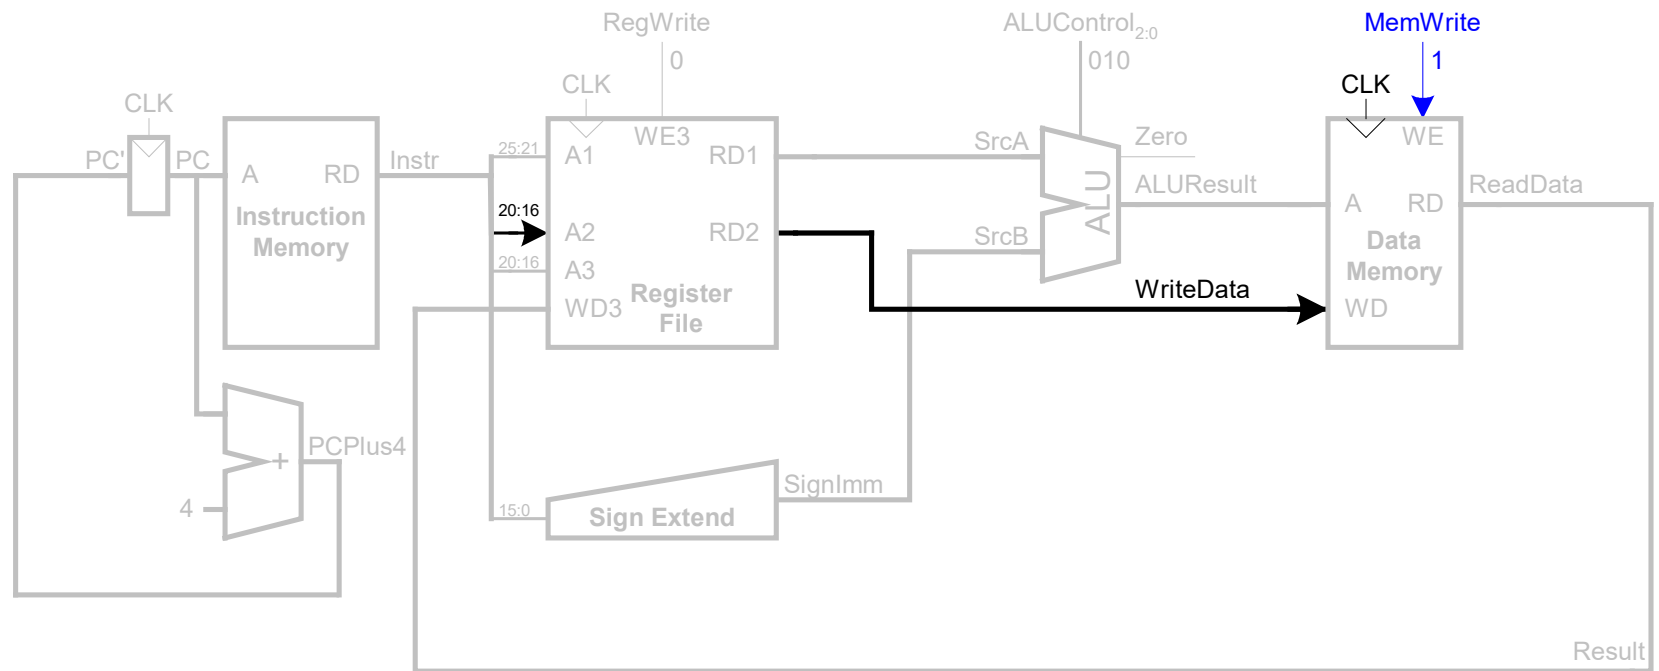 RegWrite
ALUControl2:0
MemWrite
0
010
1
CLK
CLK
CLK
PC'
PC
A
RD
Instruction
Memory
Instr
25:21
20:16
20:16
15:0
A1
WE3
RD1
A2
RD2
A3
WD3
Register
File
SrcA
SrcB
ALU
Zero
ALUResult
WriteData
WE
A
RD
Data
Memory
WD
ReadData
+
PCPlus4
4
Sign Extend
SignImm
Result